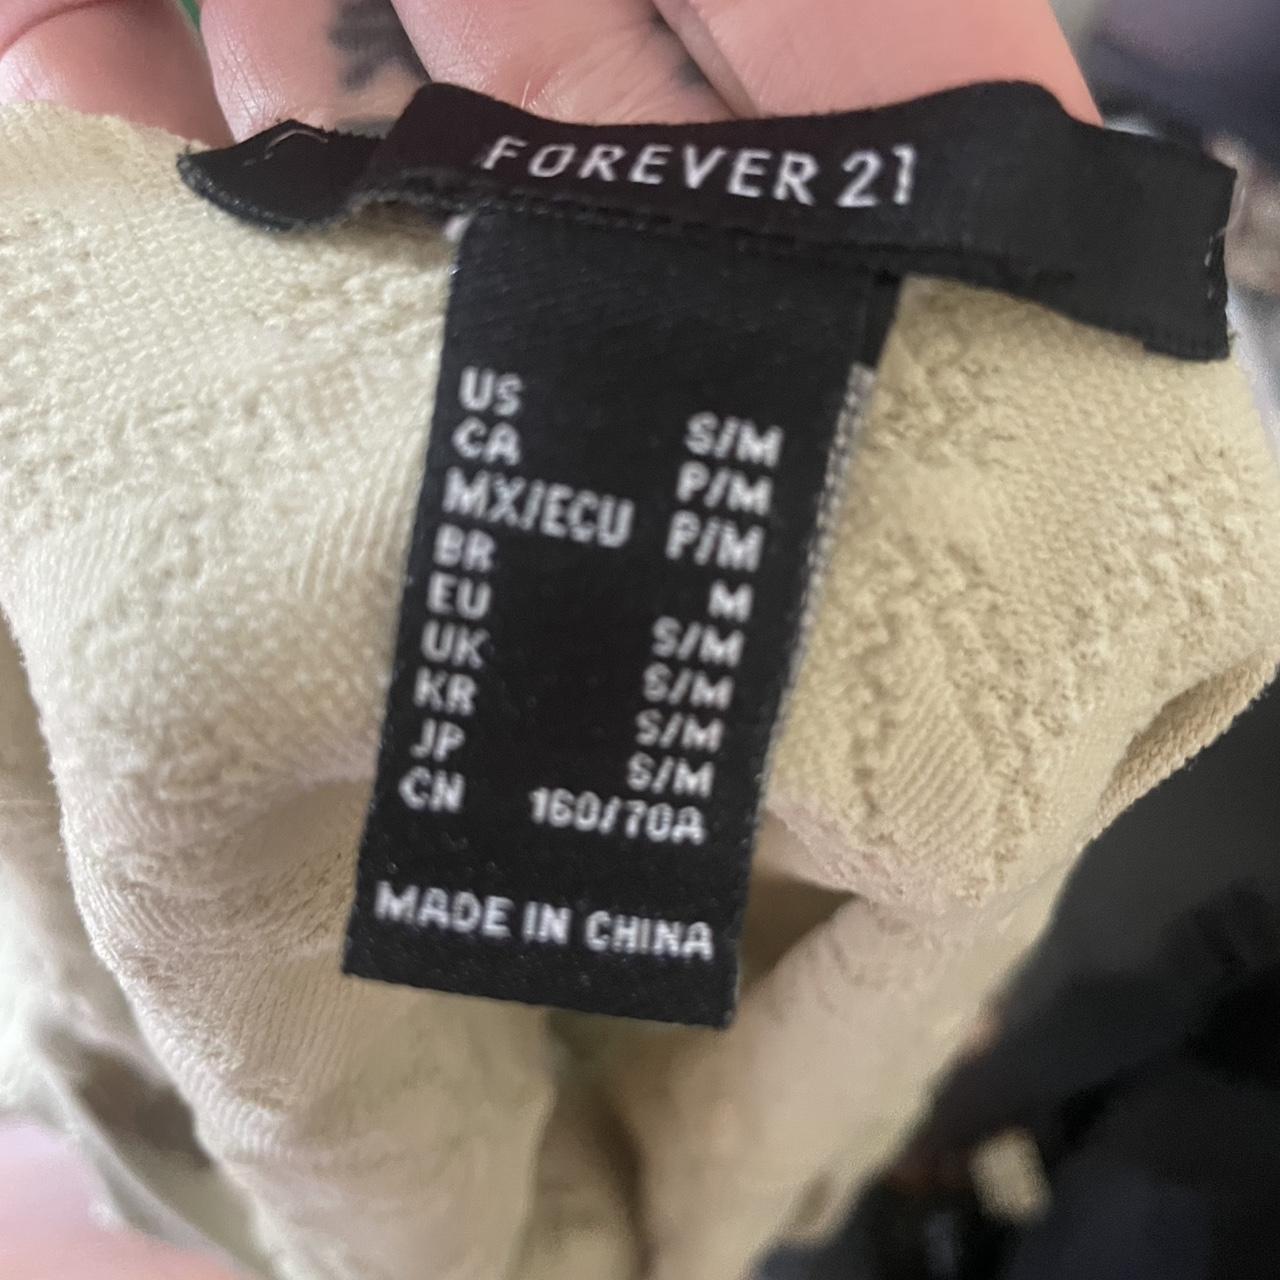 FOREVER 21
US S/M
CA P/M
MX/ECU P/M
BR M
EU S/M
UK S/M
KR S/M
JP S/M
CN 160/70A
MADE IN CHINA